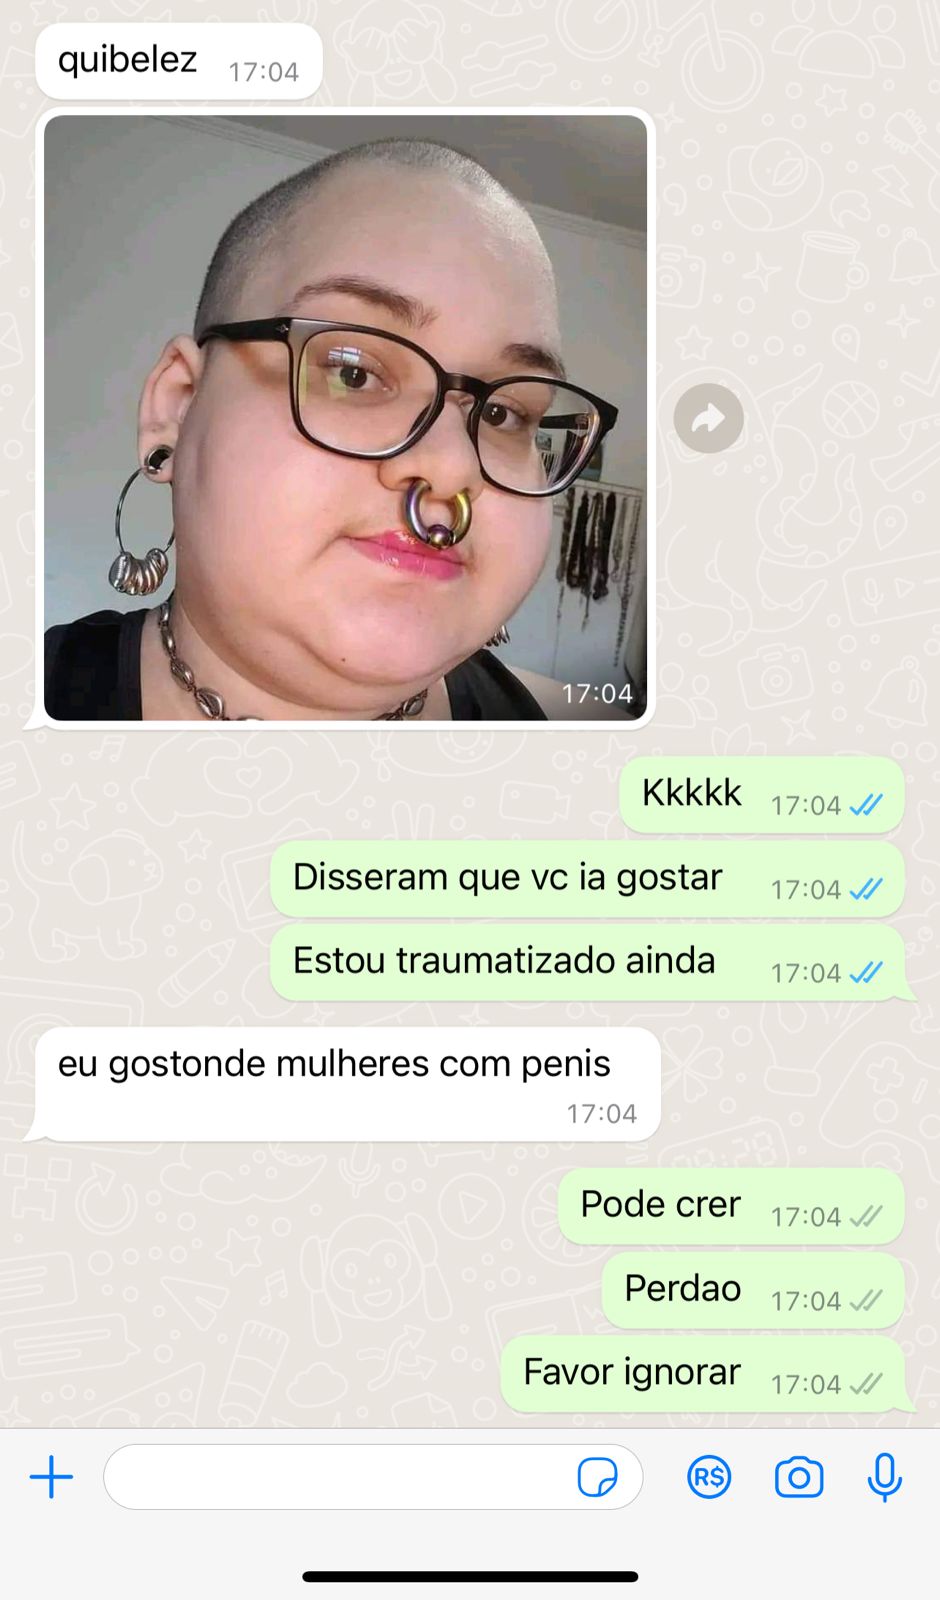 quibelez 17:04
17:04
Kkkkk 17:04
Disseram que vc ia gostar 17:04
Estou traumatizado ainda 17:04
eu gostonde mulheres com penis
17:04
Pode crer 17:04
Perdao 17:04
Favor ignorar 17:04
R$